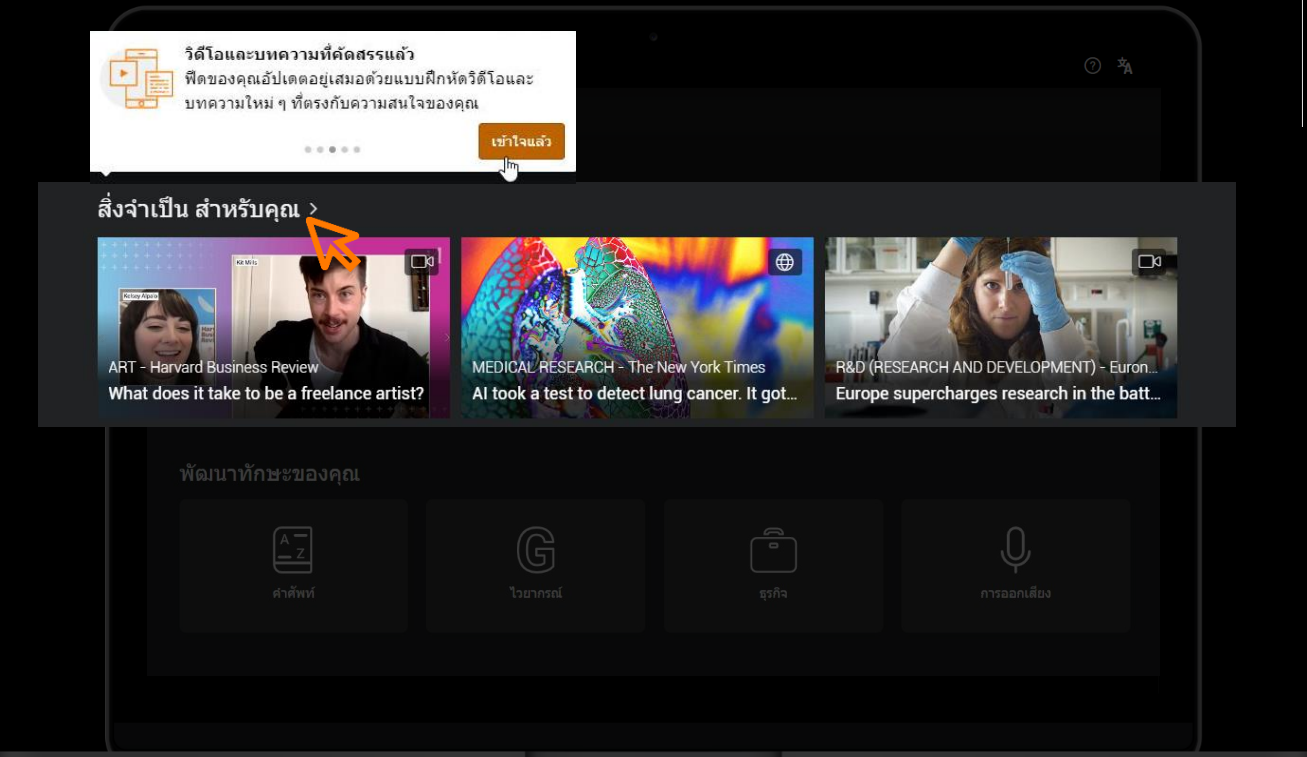 วิดีโอและบทความที่คัดสรรแล้ว
ฟีดของคุณอัปเดตอยู่เสมอด้วยแบบฝึกหัดวิดีโอและ
บทความใหม่ ๆ ที่ตรงกับความสนใจของคุณ
เข้าใจแล้ว
สิ่งจำเป็น สำหรับคุณ >
Kelsey Alpaio
Kit Mills
ART - Harvard Business Review
What does it take to be a freelance artist?
MEDICAL RESEARCH - The New York Times
AI took a test to detect lung cancer. It got...
R&D (RESEARCH AND DEVELOPMENT) - Euron...
Europe supercharges research in the batt...
พัฒนาทักษะของคุณ
A
Z
G
คำศัพท์
ไวยากรณ์
ธุรกิจ
การออกเสียง